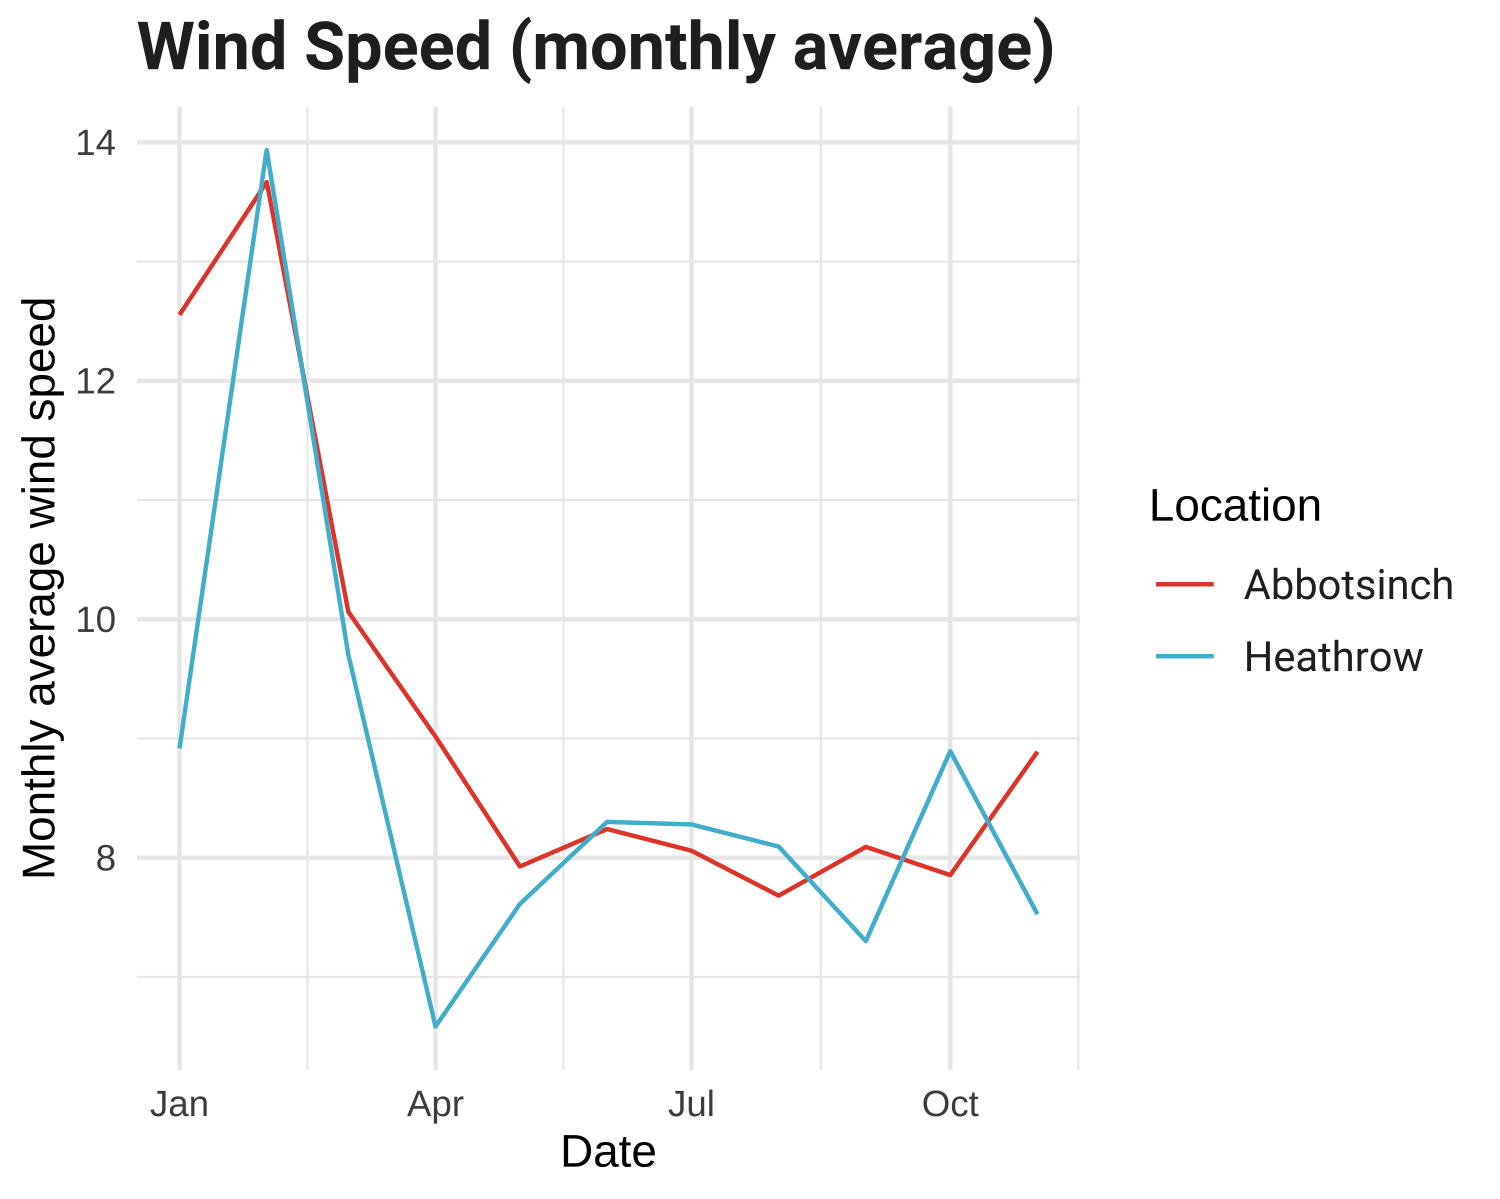 Wind Speed (monthly average)
Monthly average wind speed
14
12
10
8
Jan Apr Jul Oct
Date
Location
Abbotsinch
Heathrow